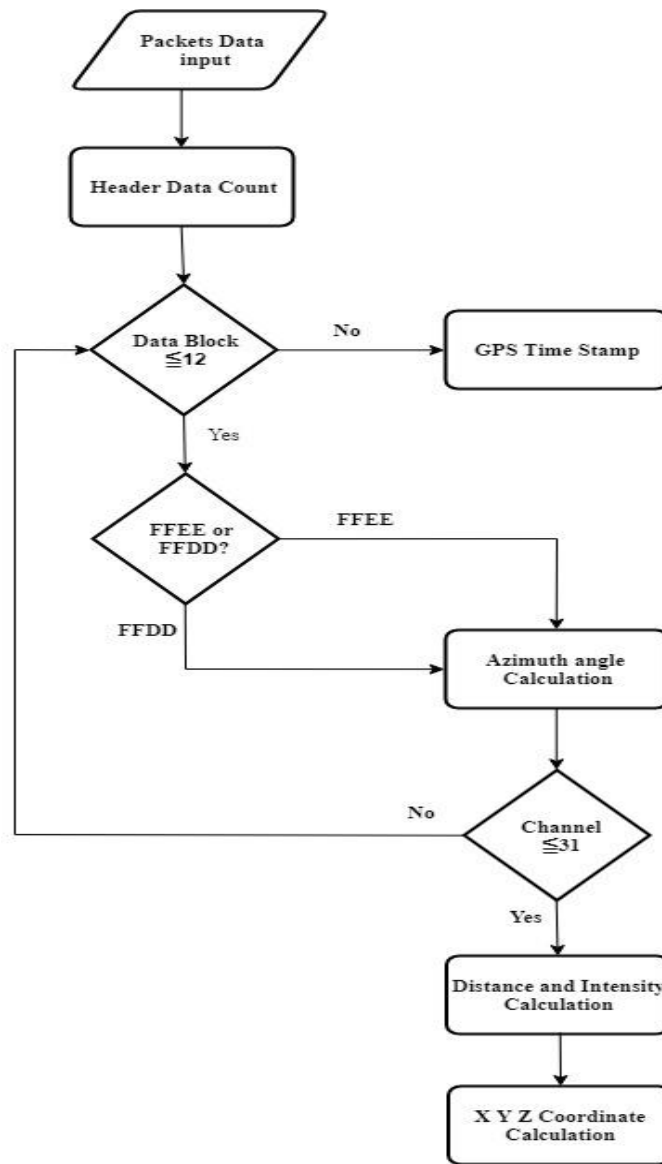 Packets Data
input
Header Data Count
Data Block
≦12
No
GPS Time Stamp
Yes
FFEE or
FFDD?
FFEE
FFDD
Azimuth angle
Calculation
No
Channel
≦31
Yes
Distance and Intensity
Calculation
X Y Z Coordinate
Calculation